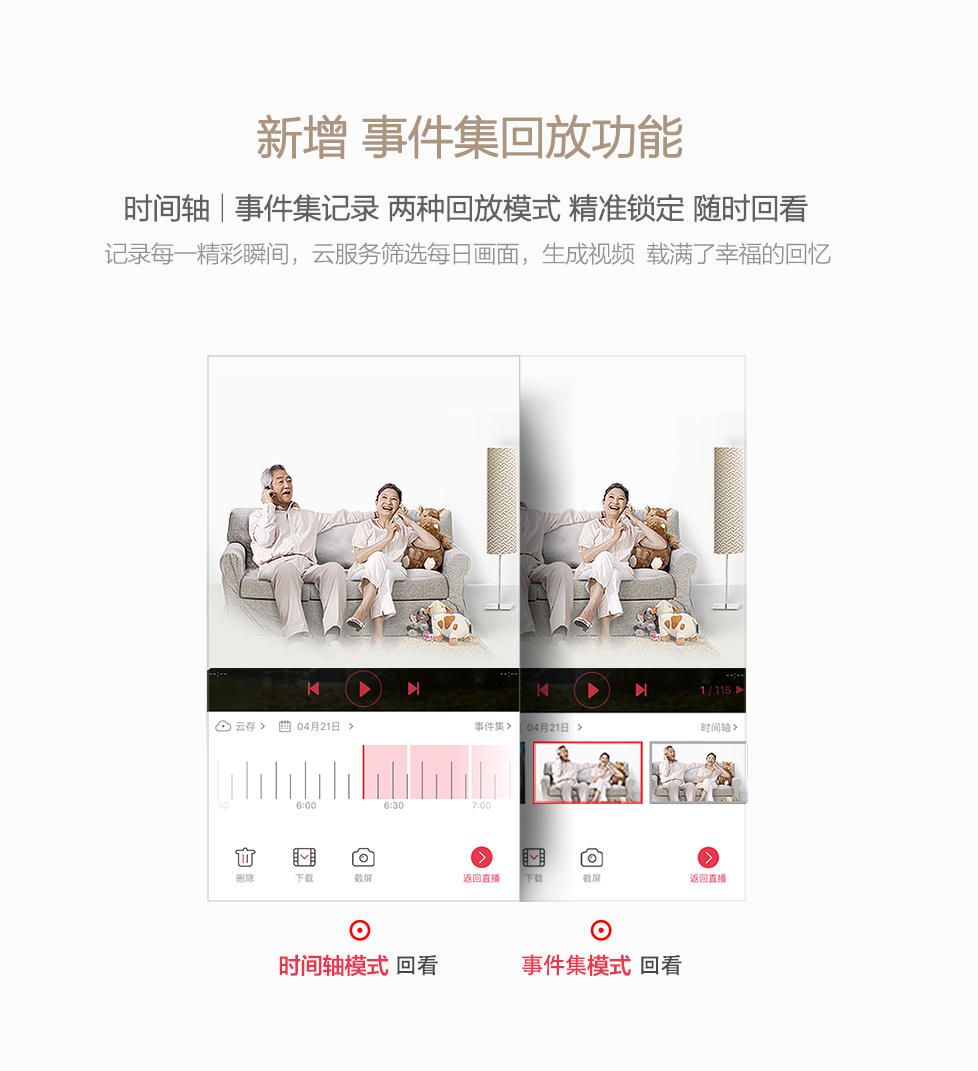 新增 事件集回放功能
时间轴｜事件集记录 两种回放模式 精准锁定 随时回看
记录每一精彩瞬间，云服务筛选每日画面，生成视频 载满了幸福的回忆
--:-- --:-- --:--
1 / 115
云存 04月21日 事件集
04月21日 时间轴
:30 6:00 6:30 7:00
删除 下载 截屏 返回直播
下载 截屏 返回直播
时间轴模式 回看
事件集模式 回看